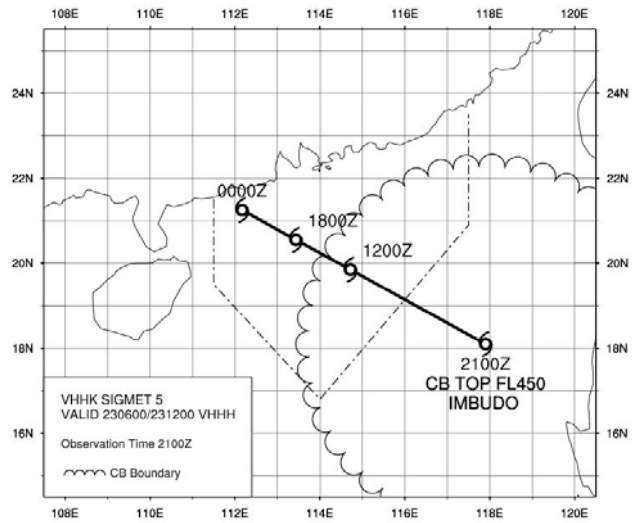 108E 110E 112E 114E 116E 118E 120E
24N 24N
22N 22N
0000Z
1800Z
20N 1200Z 20N
18N 18N
2100Z
CB TOP FL450
IMBUDO
VHHK SIGMET 5
VALID 230600/231200 VHHH
16N 16N
Observation Time 2100Z
CB Boundary
108E 110E 112E 114E 116E 118E 120E